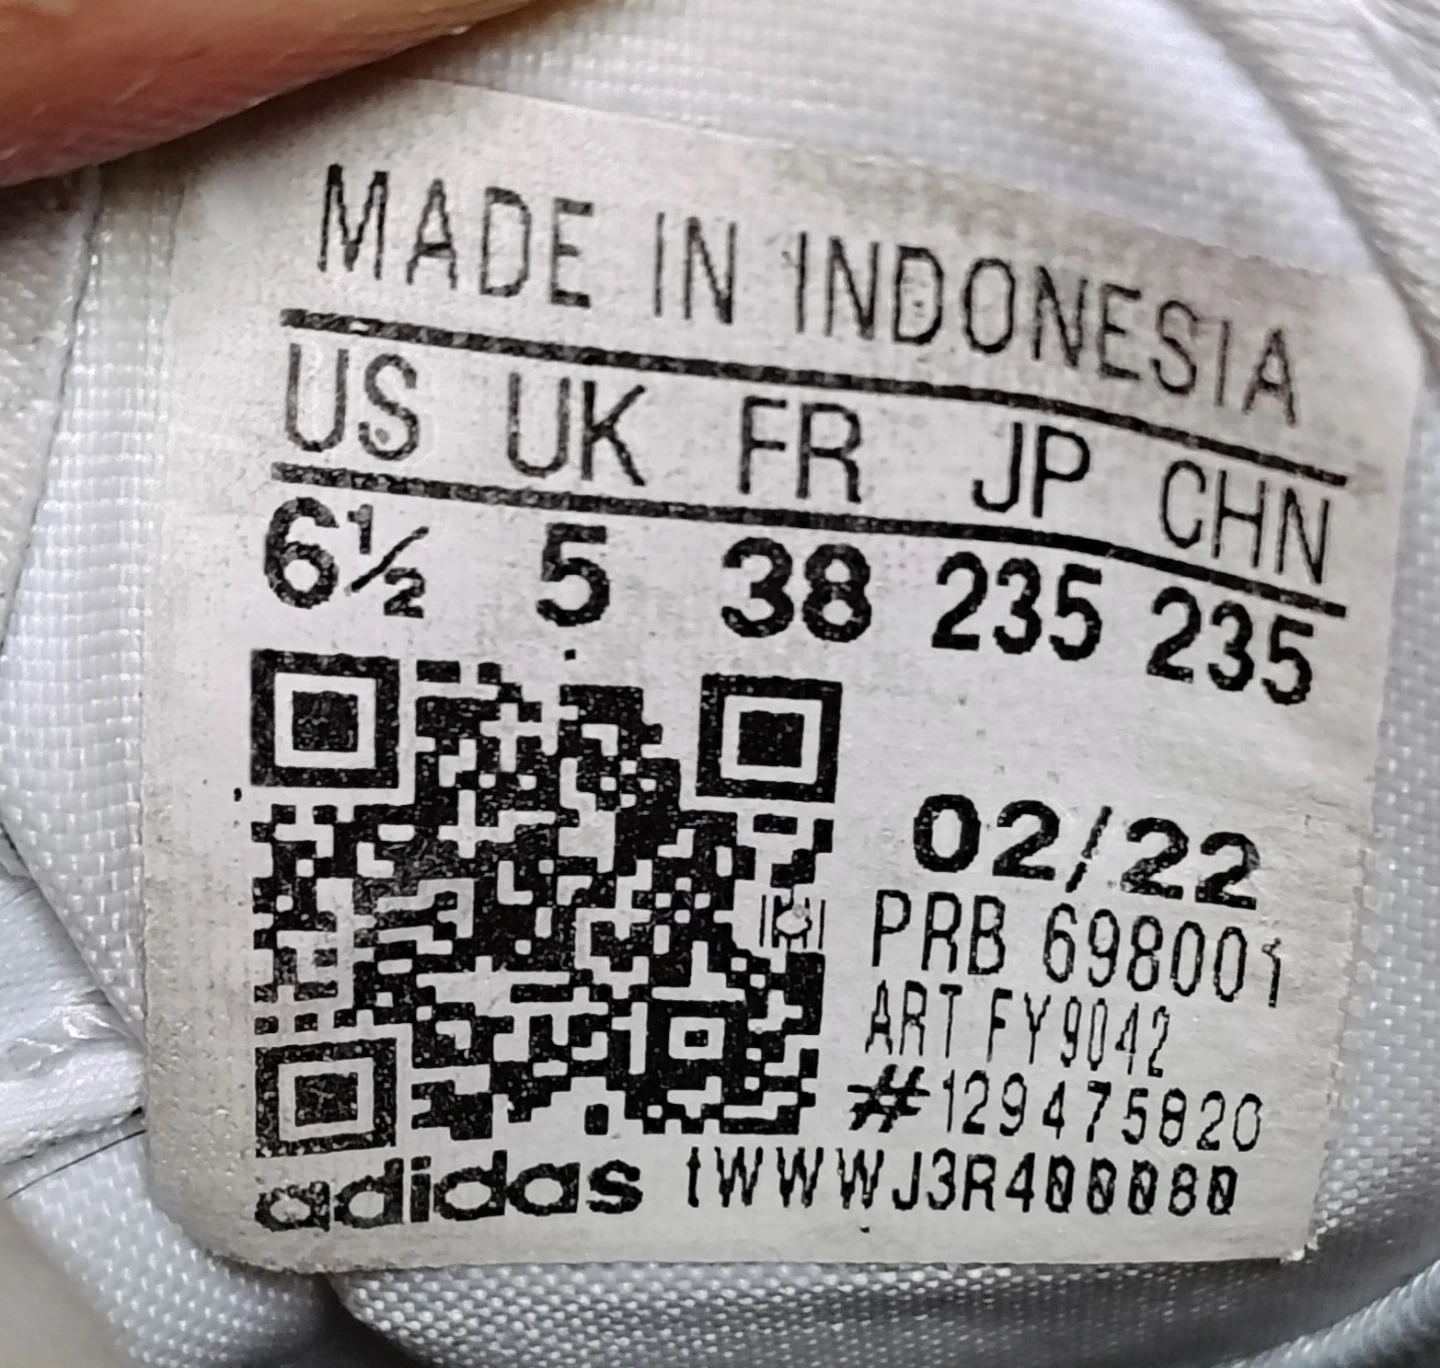 MADE IN INDONESIA
US UK FR JP CHN
6½ 5 38 235 235
02/22
PRB 698001
ART FY9042
#129475820
adidas tWWWJ3R400080